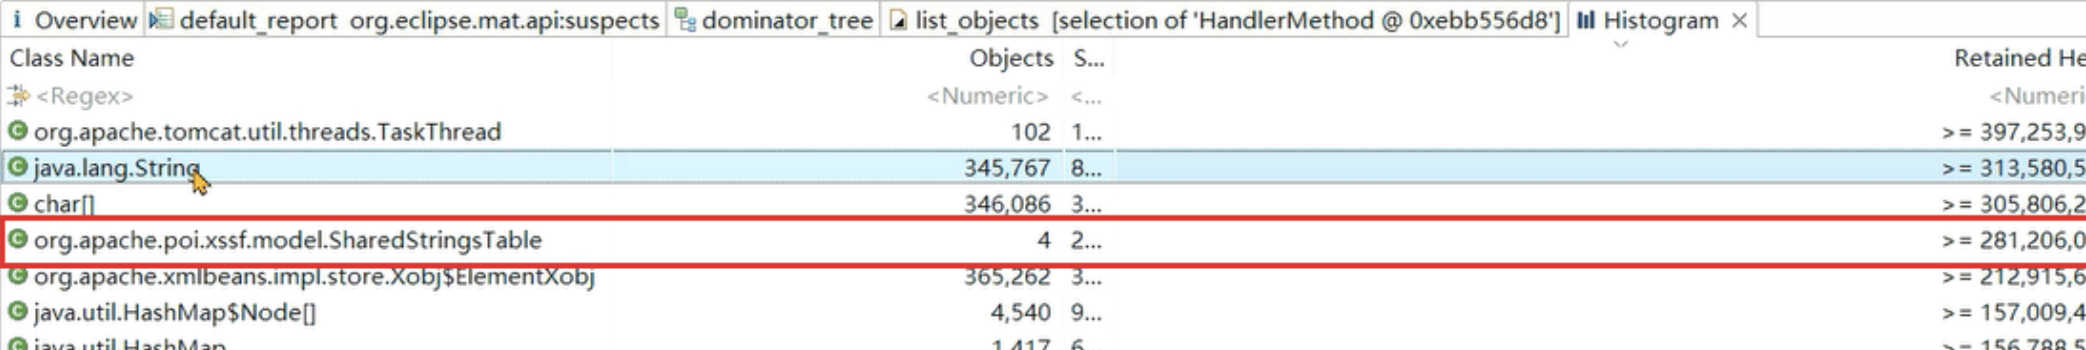 i Overview default_report org.eclipse.mat.api:suspects dominator_tree list_objects [selection of 'HandlerMethod @ 0xebb556d8'] Histogram
Class Name Objects S... Retained He
<Regex> <Numeric> <... <Numeri
org.apache.tomcat.util.threads.TaskThread 102 1... >= 397,253,9
java.lang.String 345,767 8... >= 313,580,5
char[] 346,086 3... >= 305,806,2
org.apache.poi.xssf.model.SharedStringsTable 4 2... >= 281,206,0
org.apache.xmlbeans.impl.store.Xobj$ElementXobj 365,262 3... >= 212,915,6
java.util.HashMap$Node[] 4,540 9... >= 157,009,4
java.util.HashMap 1,417 6... >= 156,788,5